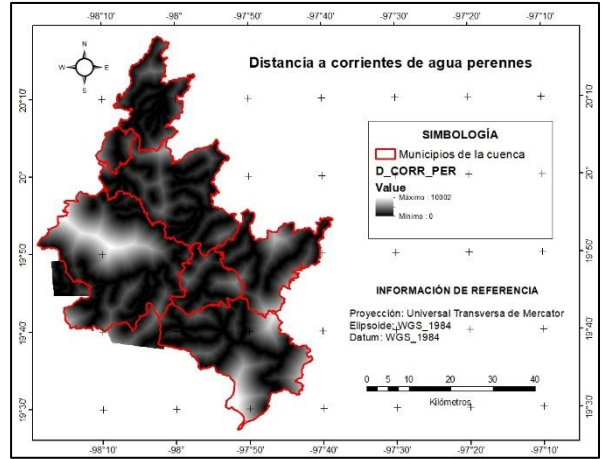 -98°10' -98° -97°50' -97°40' -97°30' -97°20' -97°10'
N
W E
S
Distancia a corrientes de agua perennes
20°10'
20°10'
SIMBOLOGÍA
Municipios de la cuenca
D_CORR_PER
Value
Máximo : 10002
Mínimo : 0
20°
20°
19°50'
19°50'
INFORMACIÓN DE REFERENCIA
Proyección: Universal Transversa de Mercator
Elipsoide: WGS_1984
Datum: WGS_1984
19°40'
19°40'
0 5 10 20 30 40
Kilómetros
19°30'
19°30'
-98°10' -98° -97°50' -97°40' -97°30' -97°20' -97°10'